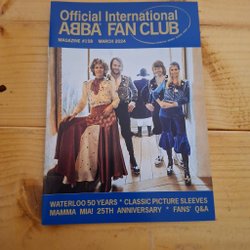 Official International
ABBA FAN CLUB
MAGAZINE #136 MARCH 2024
WATERLOO 50 YEARS * CLASSIC PICTURE SLEEVES
MAMMA MIA! 25TH ANNIVERSARY * FANS' Q&A